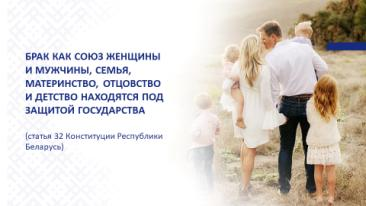 БРАК КАК СОЮЗ ЖЕНЩИНЫ
И МУЖЧИНЫ, СЕМЬЯ,
МАТЕРИНСТВО, ОТЦОВСТВО
И ДЕТСТВО НАХОДЯТСЯ ПОД
ЗАЩИТОЙ ГОСУДАРСТВА
(статья 32 Конституции Республики
Беларусь)